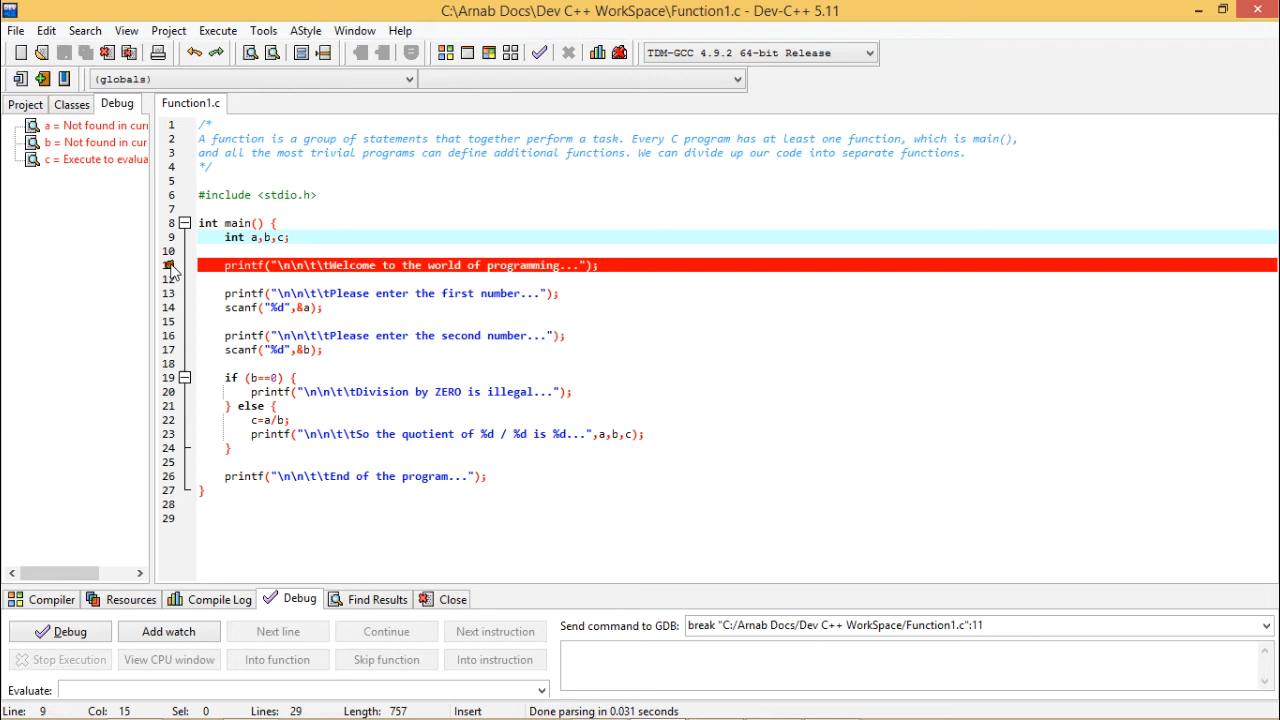 C:\Arnab Docs\Dev C++ WorkSpace\Function1.c - Dev-C++ 5.11
File Edit Search View Project Execute Tools AStyle Window Help
TDM-GCC 4.9.2 64-bit Release
(globals)
Project Classes Debug Function1.c
a = Not found in curr
b = Not found in curr
c = Execute to evalua
1 /*
2 A function is a group of statements that together perform a task. Every C program has at least one function, which is main(),
3 and all the most trivial programs can define additional functions. We can divide up our code into separate functions.
4 */
5
6 #include <stdio.h>
7
8 int main() {
9 int a,b,c;
10
printf("\n\n\t\tWelcome to the world of programming...");
12
13 printf("\n\n\t\tPlease enter the first number...");
14 scanf("%d",&a);
15
16 printf("\n\n\t\tPlease enter the second number...");
17 scanf("%d",&b);
18
19 if (b==0) {
20 printf("\n\n\t\tDivision by ZERO is illegal...");
21 } else {
22 c=a/b;
23 printf("\n\n\t\tSo the quotient of %d / %d is %d...",a,b,c);
24 }
25
26 printf("\n\n\t\tEnd of the program...");
27 }
28
29
Compiler Resources Compile Log Debug Find Results Close
Debug Add watch Next line Continue Next instruction Send command to GDB: break "C:/Arnab Docs/Dev C++ WorkSpace/Function1.c":11
Stop Execution View CPU window Into function Skip function Into instruction
Evaluate:
Line: 9 Col: 15 Sel: 0 Lines: 29 Length: 757 Insert Done parsing in 0.031 seconds